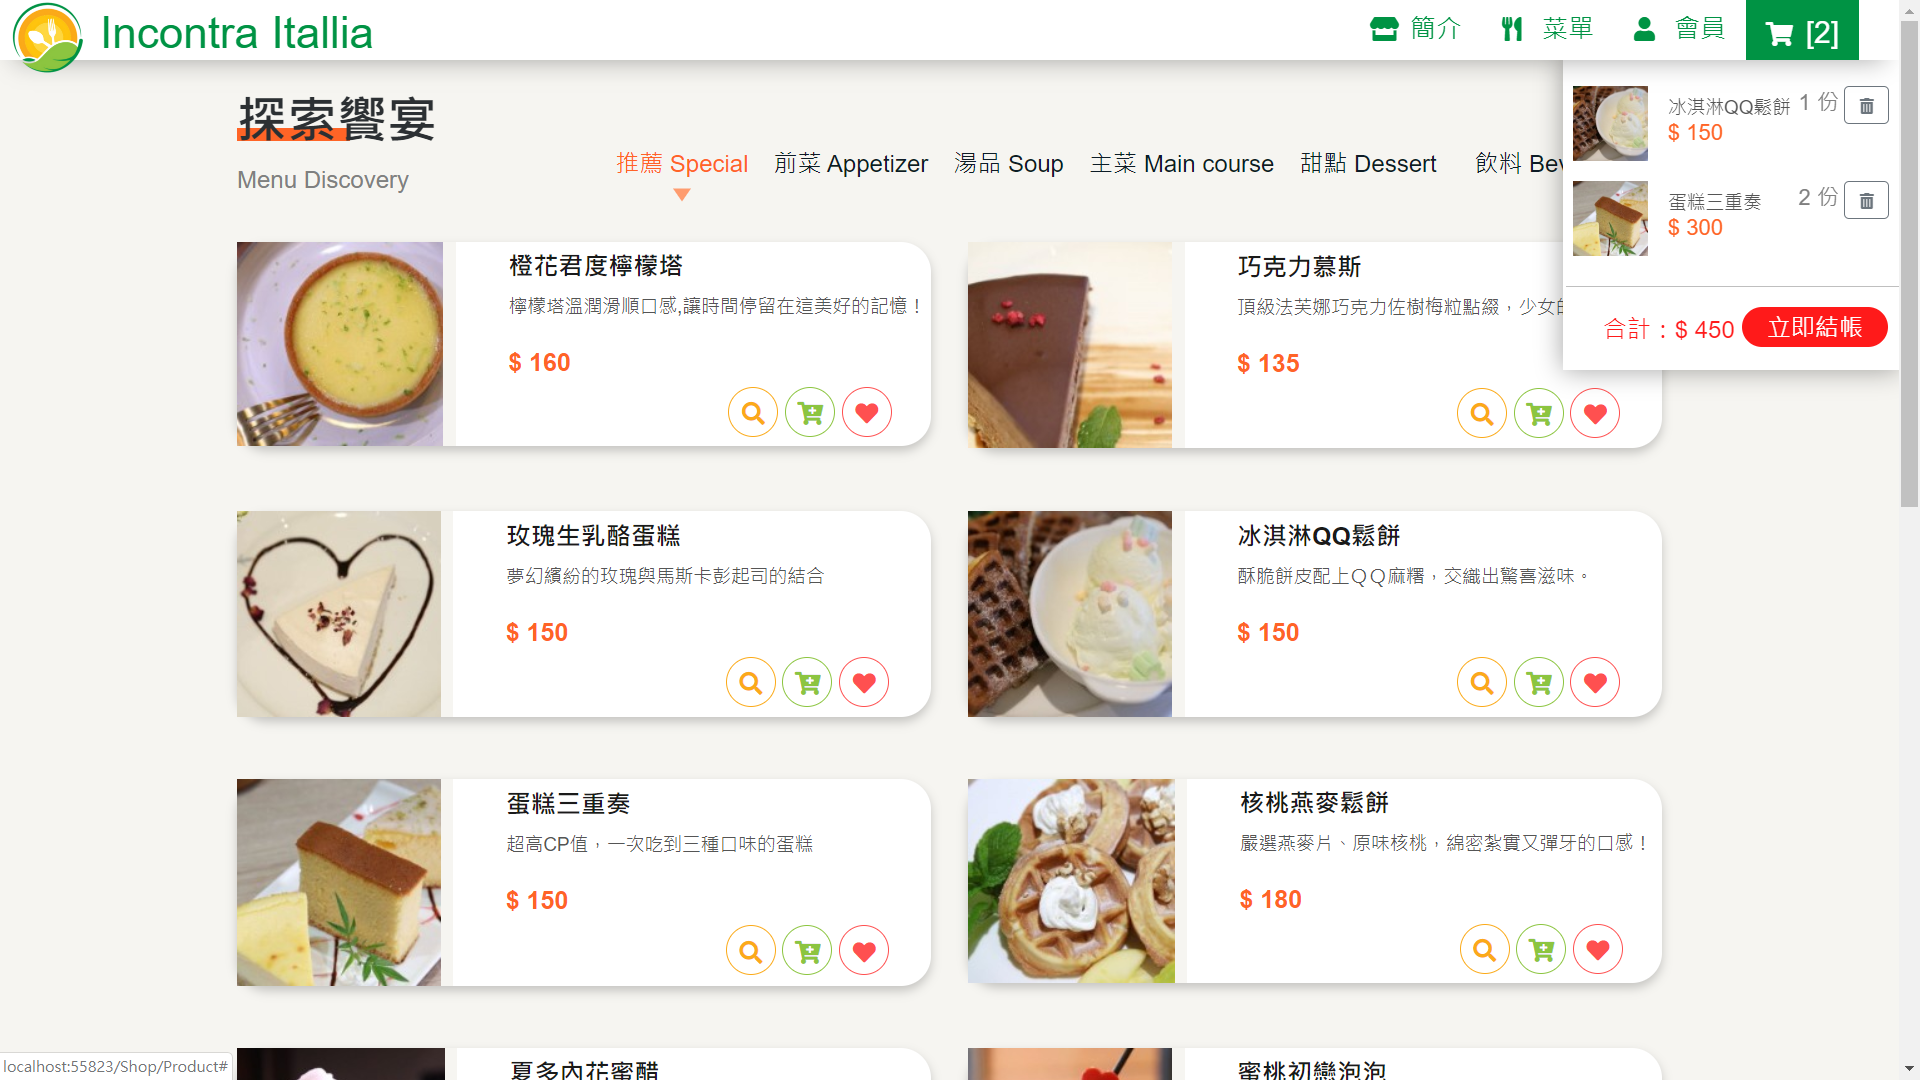 Incontra Itallia
簡介
菜單
會員
[2]
探索饗宴
Menu Discovery
推薦 Special
前菜 Appetizer
湯品 Soup
主菜 Main course
甜點 Dessert
飲料 Bev
冰淇淋QQ鬆餅 1 份
$ 150
蛋糕三重奏 2 份
$ 300
合計：$ 450 立即結帳
橙花君度檸檬塔
檸檬塔溫潤滑順口感,讓時間停留在這美好的記憶！
$ 160
巧克力慕斯
頂級法芙娜巧克力佐樹梅粒點綴，少女的
$ 135
玫瑰生乳酪蛋糕
夢幻繽紛的玫瑰與馬斯卡彭起司的結合
$ 150
冰淇淋QQ鬆餅
酥脆餅皮配上ＱＱ麻糬，交織出驚喜滋味。
$ 150
蛋糕三重奏
超高CP值，一次吃到三種口味的蛋糕
$ 150
核桃燕麥鬆餅
嚴選燕麥片、原味核桃，綿密紮實又彈牙的口感！
$ 180
夏多內花蜜醋
蜜桃初戀泡泡
localhost:55823/Shop/Product#